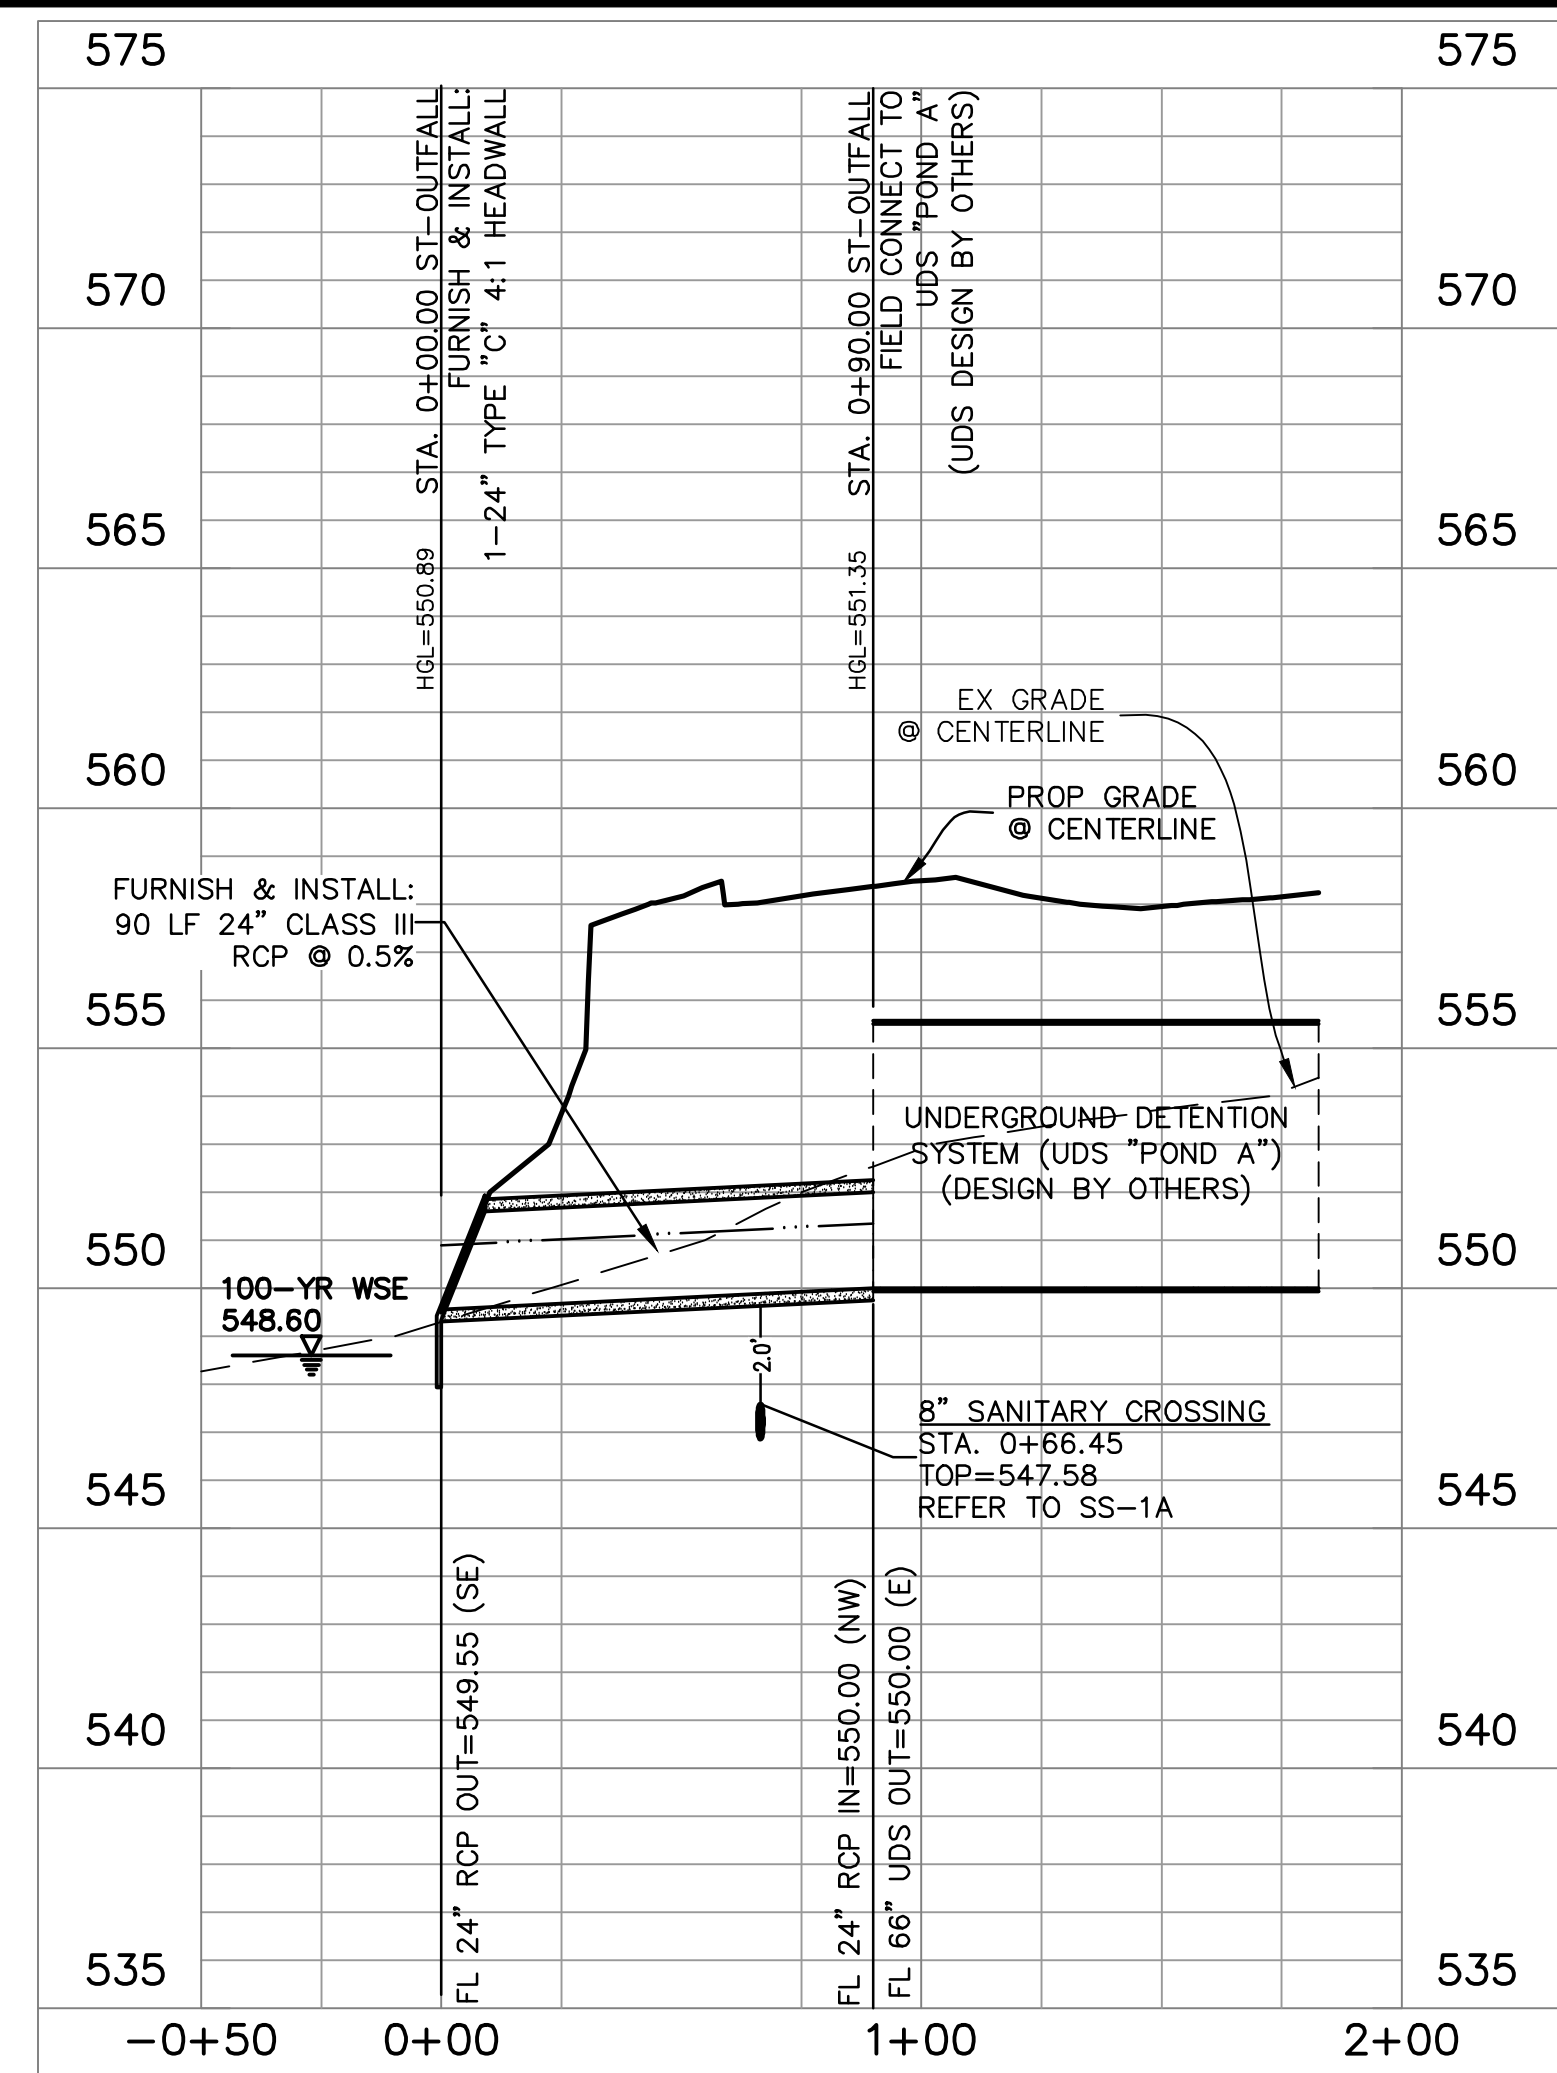 575
575
STA. 0+00.00 ST-OUTFALL
FURNISH & INSTALL:
1-24" TYPE "C" 4:1 HEADWALL
STA. 0+90.00 ST-OUTFALL
FIELD CONNECT TO
UDS "POND A"
(UDS DESIGN BY OTHERS)
570
570
565
565
HGL=550.89
HGL=551.35
EX GRADE
@ CENTERLINE
560
560
PROP GRADE
@ CENTERLINE
FURNISH & INSTALL:
90 LF 24" CLASS III
RCP @ 0.5%
555
555
UNDERGROUND DETENTION
SYSTEM (UDS "POND A")
(DESIGN BY OTHERS)
550
550
100-YR WSE
548.60
2.0'
8" SANITARY CROSSING
STA. 0+66.45
TOP=547.58
REFER TO SS-1A
545
545
FL 24" RCP OUT=549.55 (SE)
FL 24" RCP IN=550.00 (NW)
FL 66" UDS OUT=550.00 (E)
540
540
535
535
-0+50
0+00
1+00
2+00